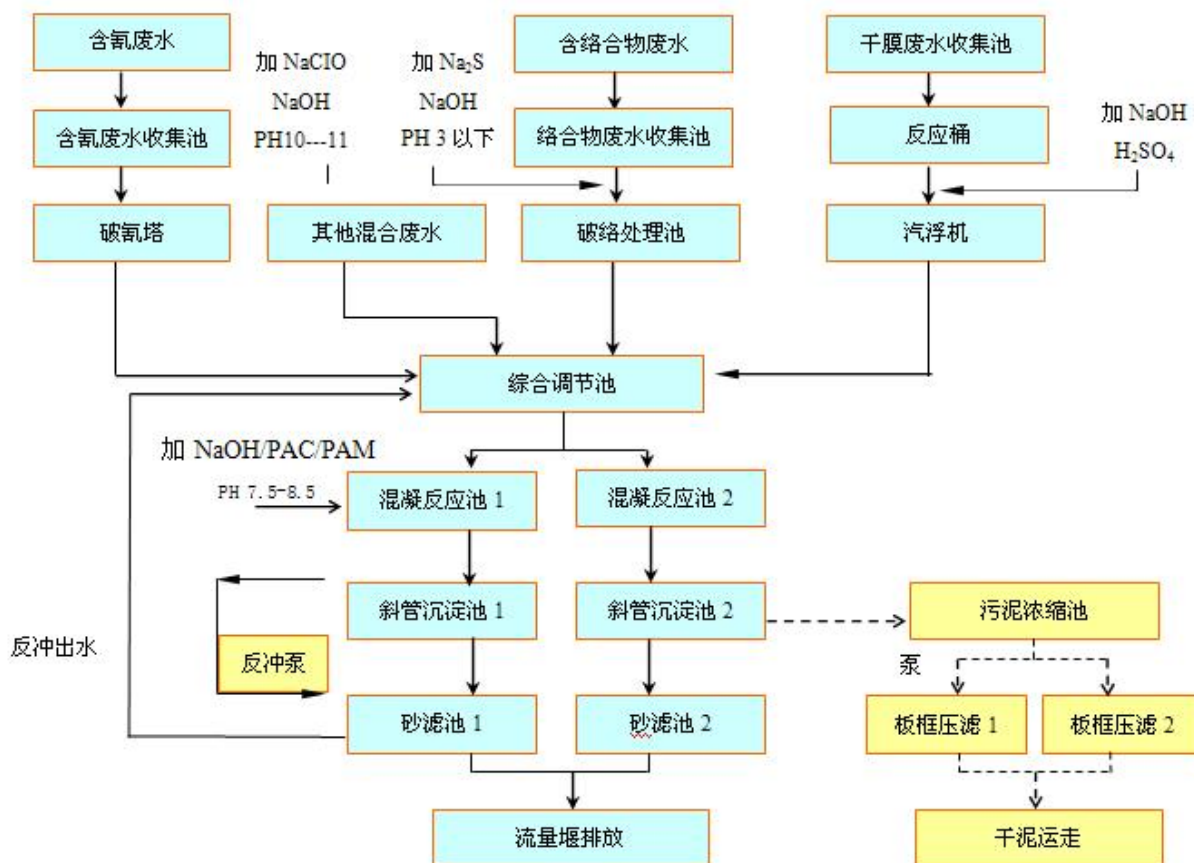 含氰废水
加 NaClO
NaOH
PH10---11
加 Na₂S
NaOH
PH 3 以下
含络合物废水
干膜废水收集池
含氰废水收集池
络合物废水收集池
反应桶
加 NaOH
H₂SO₄
破氰塔
其他混合废水
破络处理池
汽浮机
综合调节池
加 NaOH/PAC/PAM
PH 7.5-8.5
混凝反应池 1
混凝反应池 2
斜管沉淀池 1
斜管沉淀池 2
污泥浓缩池
反冲出水
反冲泵
泵
砂滤池 1
砂滤池 2
板框压滤 1
板框压滤 2
流量堰排放
干泥运走